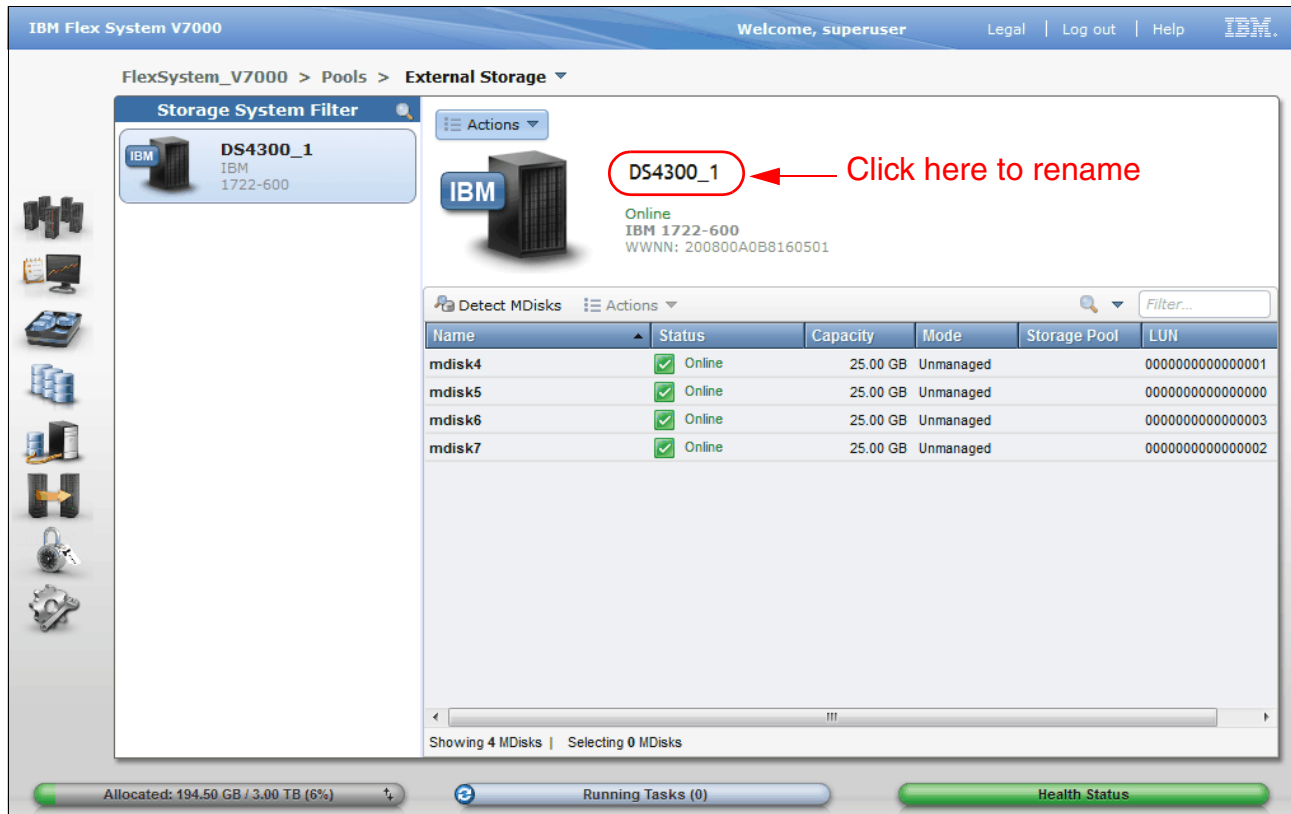 IBM Flex System V7000 Welcome, superuser Legal | Log out | Help IBM.
FlexSystem_V7000 > Pools > External Storage
Storage System Filter
IBM
DS4300_1
IBM
1722-600
Actions
IBM
DS4300_1
Click here to rename
Online
IBM 1722-600
WWNN: 200800A0B8160501
Detect MDisks Actions Filter...
Name Status Capacity Mode Storage Pool LUN
mdisk4 Online 25.00 GB Unmanaged 0000000000000001
mdisk5 Online 25.00 GB Unmanaged 0000000000000000
mdisk6 Online 25.00 GB Unmanaged 0000000000000003
mdisk7 Online 25.00 GB Unmanaged 0000000000000002
Showing 4 MDisks | Selecting 0 MDisks
Allocated: 194.50 GB / 3.00 TB (6%) Running Tasks (0) Health Status